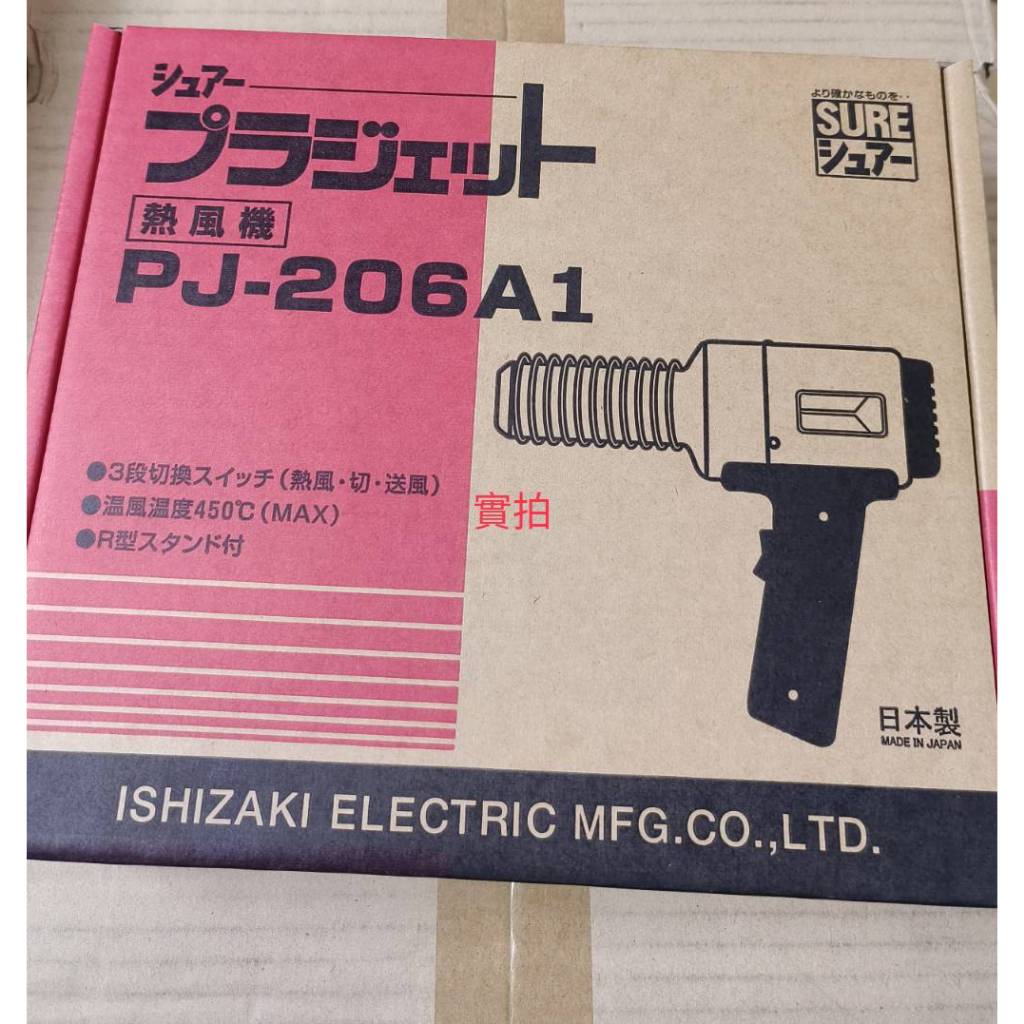 シュアー
プラジェット
熱風機
PJ-206A1
より確かなものを・・
SURE
シュアー
●3段切換スイッチ(熱風・切・送風)
●温風温度450℃(MAX)
●R型スタンド付
實拍
日本製
MADE IN JAPAN
ISHIZAKI ELECTRIC MFG.CO.,LTD.